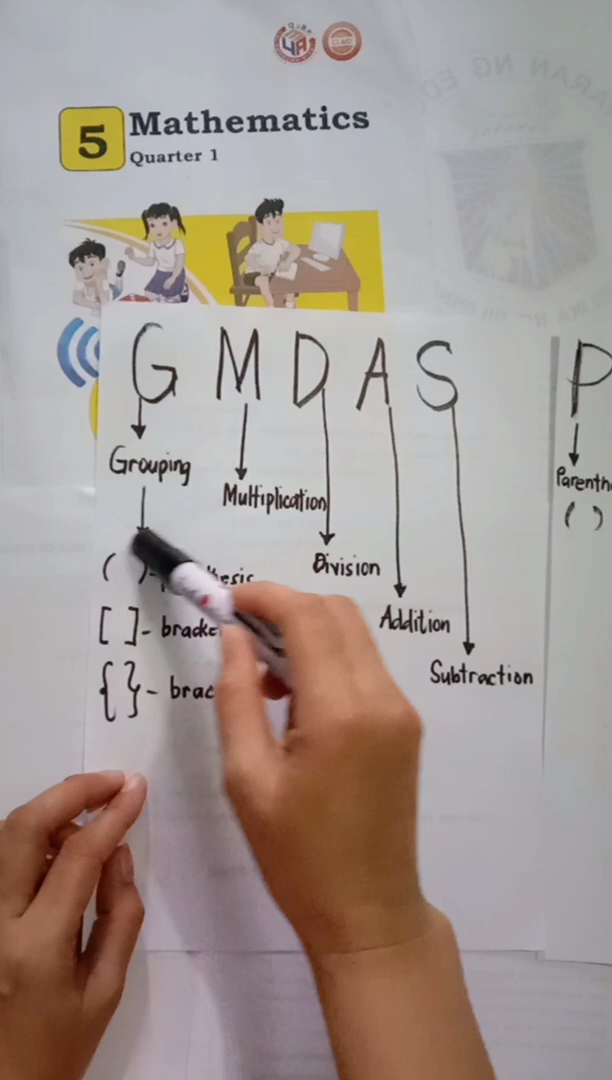 5 Mathematics
Quarter 1
G M D A S
P
Grouping
Multiplication
Division
Addition
Subtraction
( )
[ ] -
{ } -
( )